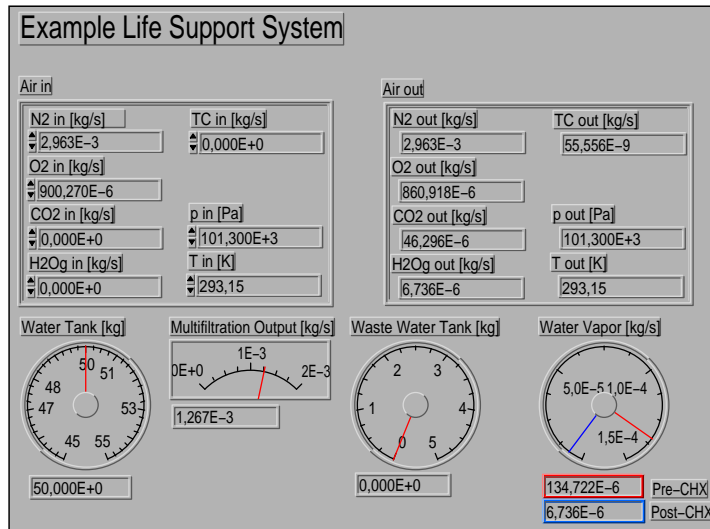 Example Life Support System
Air in
N2 in [kg/s]
2,963E−3
TC in [kg/s]
0,000E+0
O2 in [kg/s]
900,270E−6
CO2 in [kg/s]
0,000E+0
p in [Pa]
101,300E+3
H2Og in [kg/s]
0,000E+0
T in [K]
293,15
Air out
N2 out [kg/s]
2,963E−3
TC out [kg/s]
55,556E−9
O2 out [kg/s]
860,918E−6
CO2 out [kg/s]
46,296E−6
p out [Pa]
101,300E+3
H2Og out [kg/s]
6,736E−6
T out [K]
293,15
Water Tank [kg]
45 47 48 50 51 53 55
50,000E+0
Multifiltration Output [kg/s]
0E+0 1E−3 2E−3
1,267E−3
Waste Water Tank [kg]
0 1 2 3 4 5
0,000E+0
Water Vapor [kg/s]
5,0E−5 1,0E−4
1,5E−4
134,722E−6 Pre−CHX
6,736E−6 Post−CHX